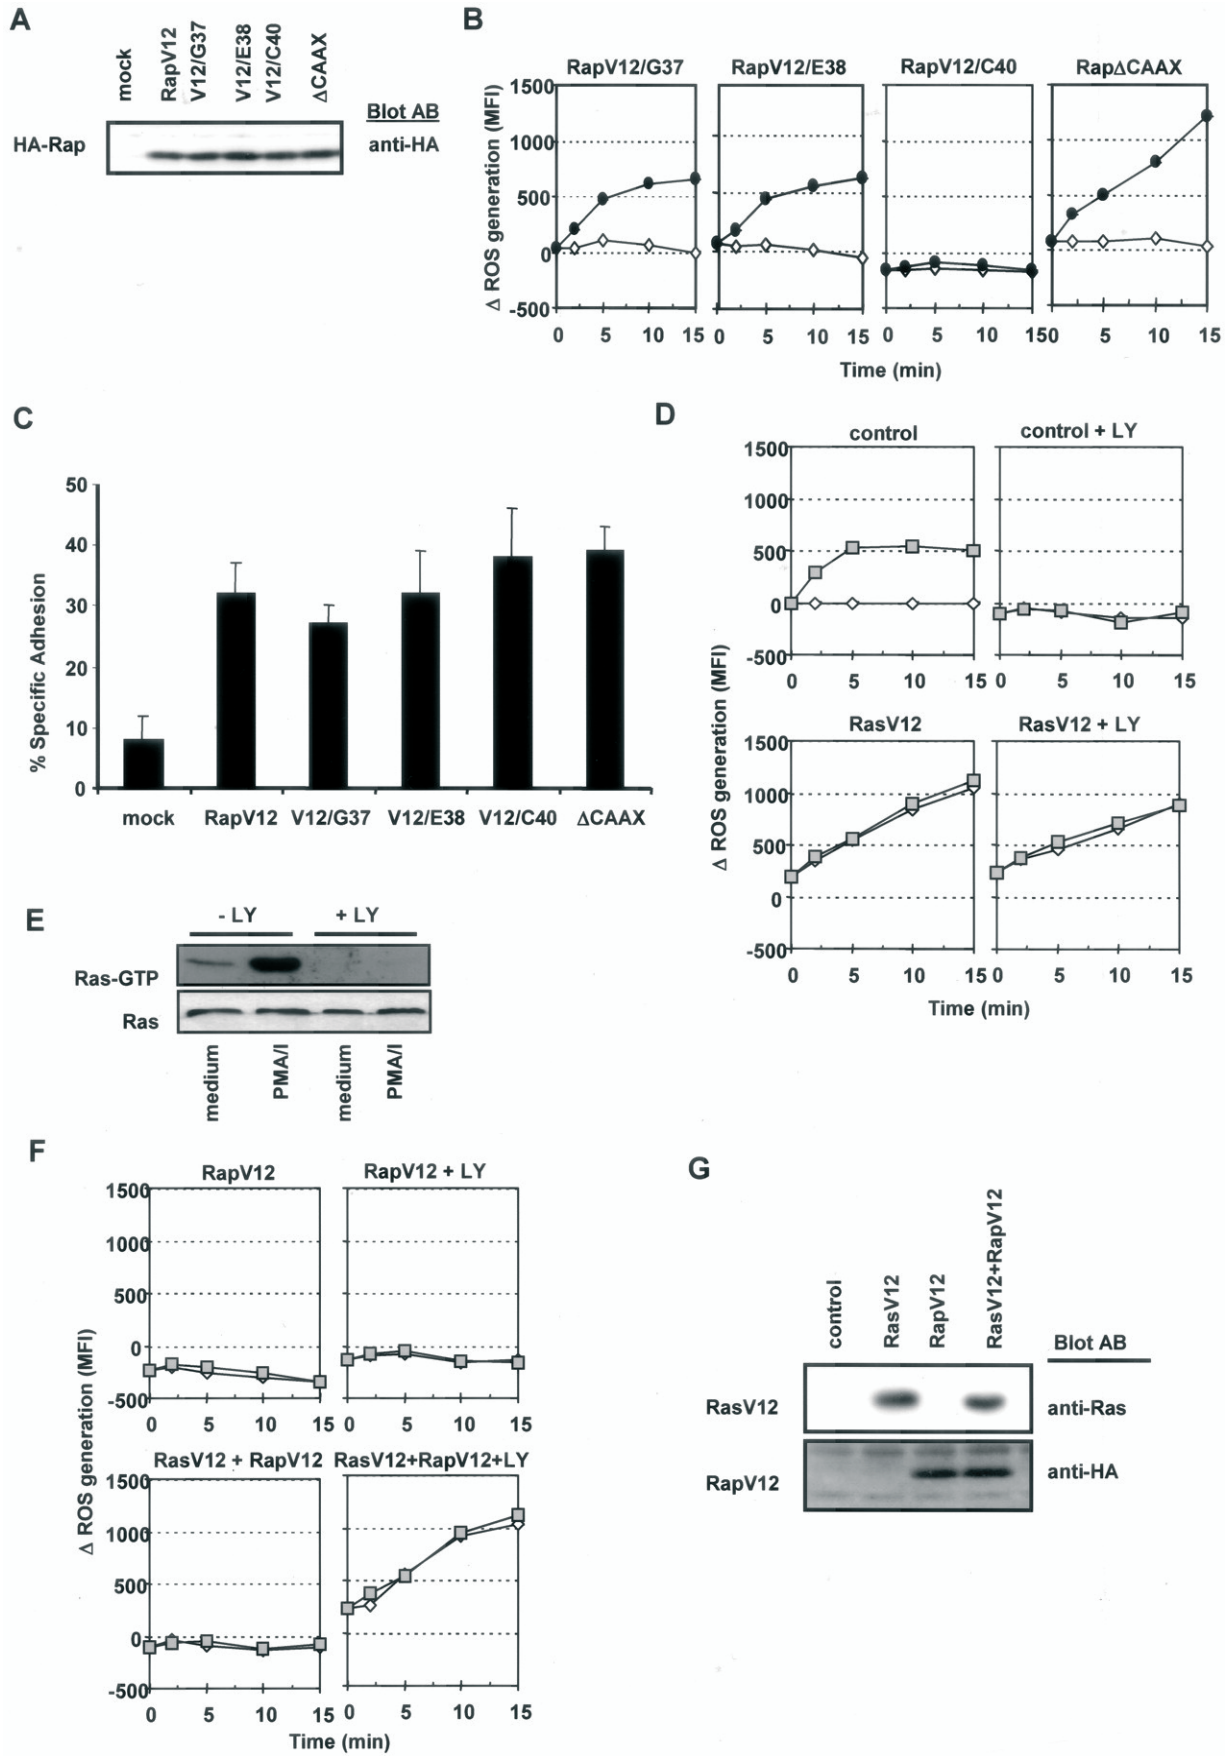 A
mock
RapV12
V12/G37
V12/E38
V12/C40
ΔCAAX
Blot AB
HA-Rap
anti-HA
B
RapV12/G37
RapV12/E38
RapV12/C40
RapΔCAAX
Δ ROS generation (MFI)
1500
1000
500
0
-500
0 5 10 15 0 5 10 15 0 5 10 150 5 10 15
Time (min)
C
% Specific Adhesion
50
40
30
20
10
0
mock RapV12 V12/G37 V12/E38 V12/C40 ΔCAAX
D
control
control + LY
1500
1000
500
0
-500
0 5 10 15 0 5 10 15
RasV12
RasV12 + LY
Δ ROS generation (MFI)
1500
1000
500
0
-500
0 5 10 15 0 5 10 15
Time (min)
E
- LY + LY
Ras-GTP
Ras
medium
PMA/I
medium
PMA/I
F
RapV12
RapV12 + LY
1500
1000
500
0
-500
0 5 10 15 0 5 10 15
RasV12 + RapV12
RasV12+RapV12+LY
Δ ROS generation (MFI)
1500
1000
500
0
-500
0 5 10 15 0 5 10 15
Time (min)
G
control
RasV12
RapV12
RasV12+RapV12
Blot AB
RasV12
anti-Ras
RapV12
anti-HA